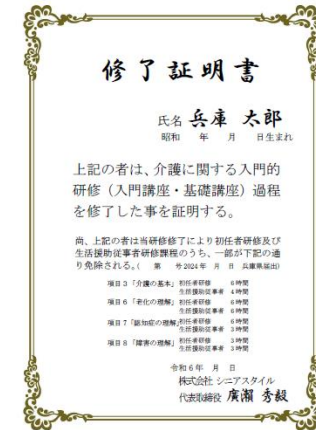 修了証明書
氏名 兵庫 太郎
昭和 年 月 日生まれ
上記の者は、介護に関する入門的
研修（入門講座・基礎講座）過程
を修了した事を証明する。
尚、上記の者は当研修修了により初任者研修及び
生活援助従事者研修課程のうち、一部が下記の通
り免除される。（ 第 号2024年 月 日 兵庫県届出）
項目3「介護の基本」初任者研修 6時間
生活援助従事者 4時間
項目6「老化の理解」初任者研修 6時間
生活援助従事者 6時間
項目7「認知症の理解」初任者研修 6時間
生活援助従事者 3時間
項目8「障害の理解」初任者研修 3時間
生活援助従事者 3時間
令和6年 月 日
株式会社 シニアスタイル
代表取締役 廣瀬 秀毅